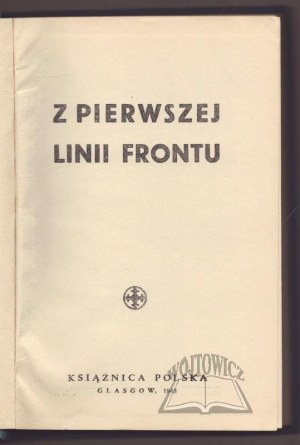 Z PIERWSZEJ
LINII FRONTU
KSIĄŻNICA POLSKA
GLASGOW,
WÓJTOWICZ